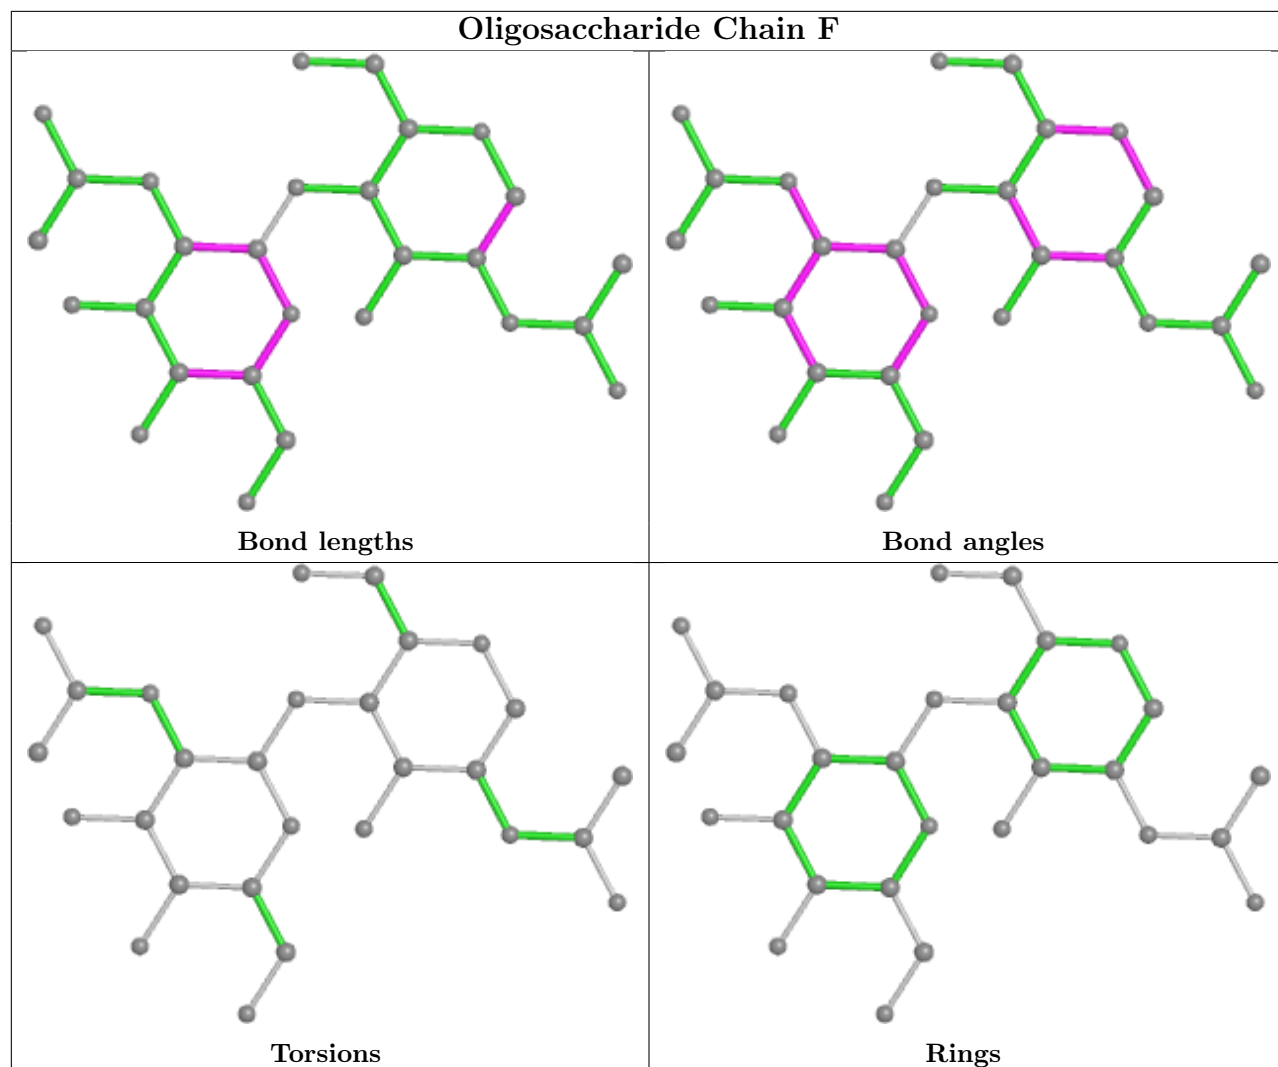 Oligosaccharide Chain F
Bond lengths
Bond angles
Torsions
Rings